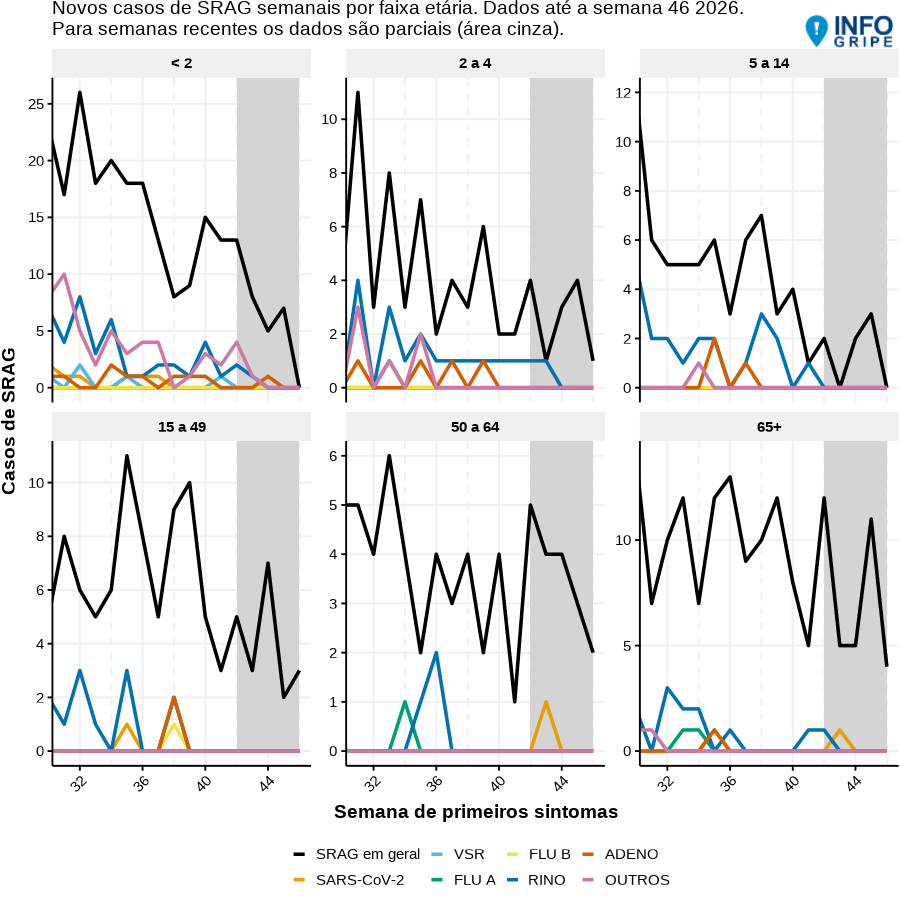 Novos casos de SRAG semanais por faixa etária. Dados até a semana 46 2026.
Para semanas recentes os dados são parciais (área cinza).
INFO
GRIPE
< 2
2 a 4
5 a 14
25
20
15
10
5
0
10
8
6
4
2
0
12
10
8
6
4
2
0
Casos de SRAG
15 a 49
50 a 64
65+
10
8
6
4
2
0
6
5
4
3
2
1
0
10
5
0
32 36 40 44
32 36 40 44
32 36 40 44
Semana de primeiros sintomas
SRAG em geral VSR FLU B ADENO
SARS-CoV-2 FLU A RINO OUTROS